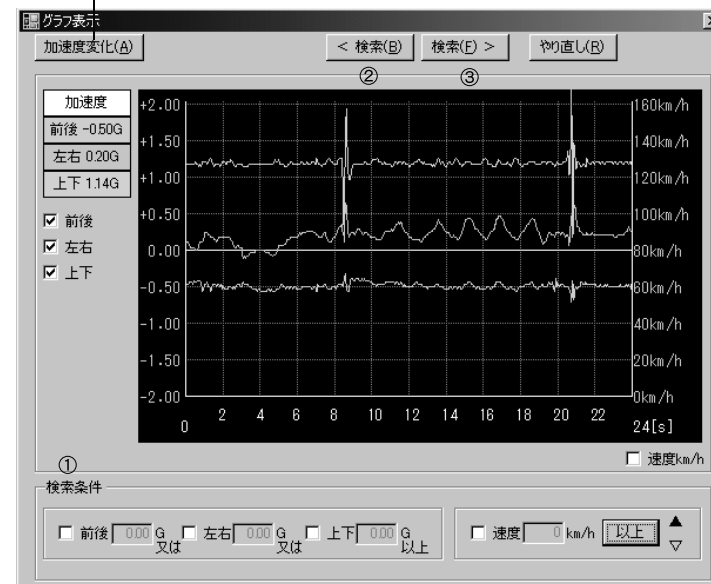 グラフ表示
加速度変化(A) < 検索(B) 検索(F) > やり直し(R)
② ③
加速度
前後 -0.50G
左右 0.20G
上下 1.14G
前後
左右
上下
+2.00 160km/h
+1.50 140km/h
+1.00 120km/h
+0.50 100km/h
0.00 80km/h
-0.50 60km/h
-1.00 40km/h
-1.50 20km/h
-2.00 0km/h
0 2 4 6 8 10 12 14 16 18 20 22 24[s]
速度km/h
①
検索条件
前後 0.00 G 又は 左右 0.00 G 又は 上下 0.00 G 以上
速度 0 km/h 以上 ▲
▽